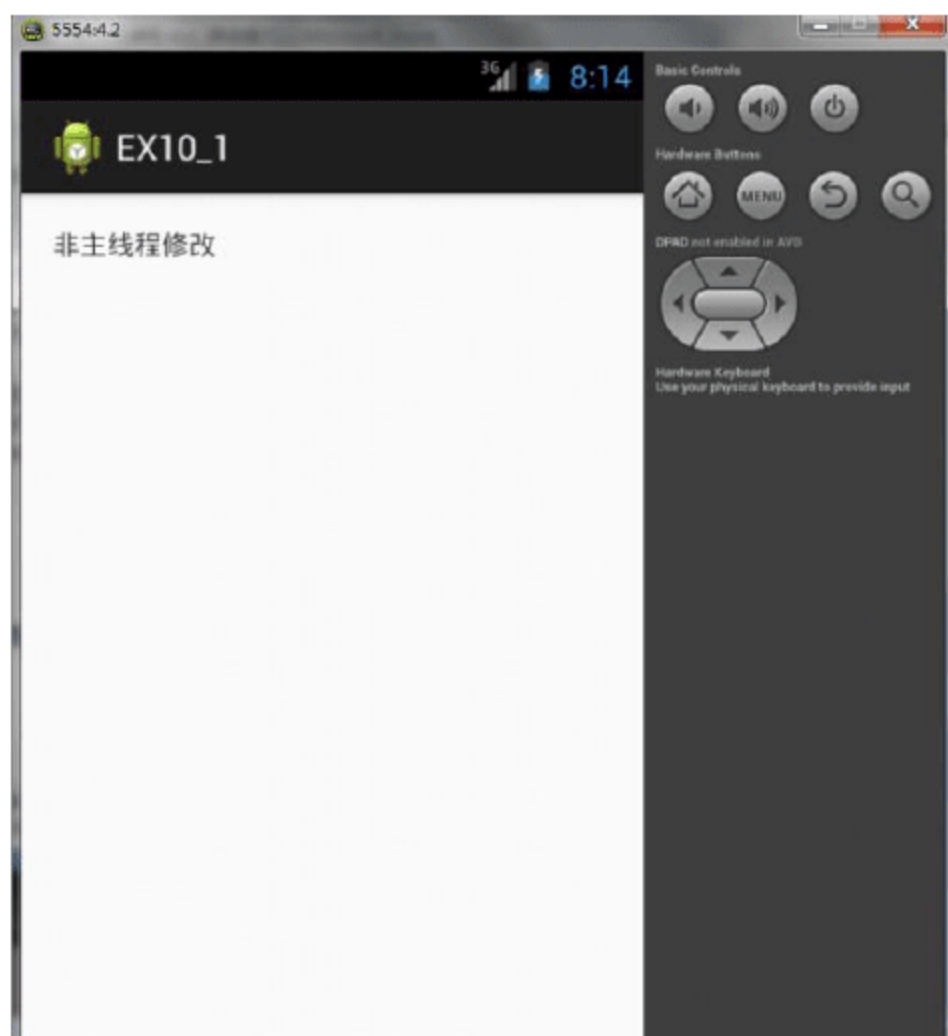 5554:4.2
3G
8:14
EX10_1
非主线程修改
Basic Controls
Hardware Buttons
MENU
DPAD not enabled in AVD
Hardware Keyboard
Use your physical keyboard to provide input